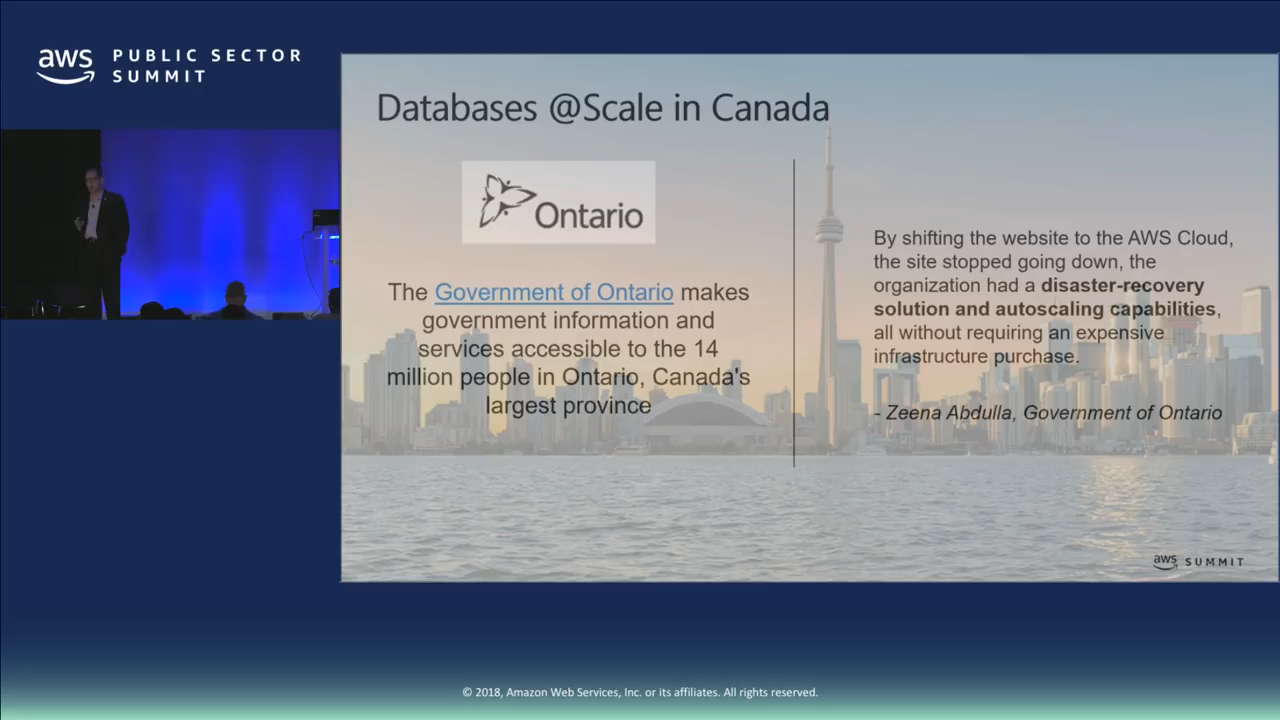 aws PUBLIC SECTOR
SUMMIT
Databases @Scale in Canada
Ontario
The Government of Ontario makes
government information and
services accessible to the 14
million people in Ontario, Canada's
largest province
By shifting the website to the AWS Cloud,
the site stopped going down, the
organization had a disaster-recovery
solution and autoscaling capabilities,
all without requiring an expensive
infrastructure purchase.
- Zeena Abdulla, Government of Ontario
aws SUMMIT
© 2018, Amazon Web Services, Inc. or its affiliates. All rights reserved.